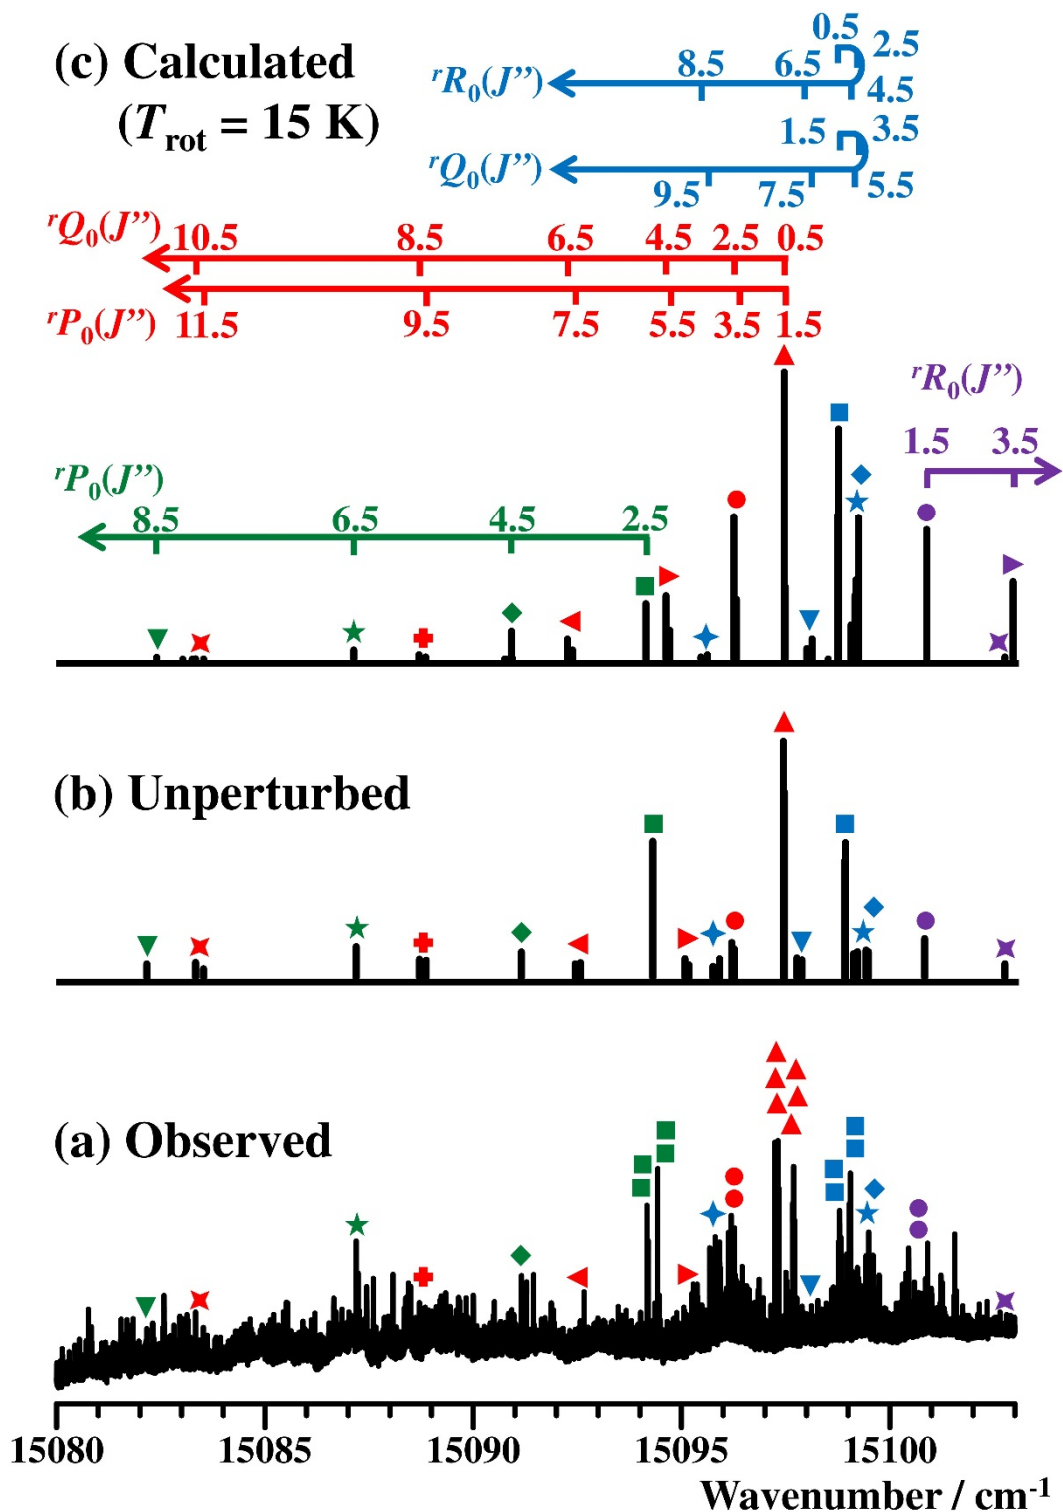 (c) Calculated
(T_rot = 15 K)
0.5
2.5
8.5 6.5
ʳR₀(J”)
4.5
1.5 3.5
ʳQ₀(J”)
9.5 7.5 5.5
ʳQ₀(J”) 10.5 8.5 6.5 4.5 2.5 0.5
ʳP₀(J”) 11.5 9.5 7.5 5.5 3.5 1.5
ʳR₀(J”)
1.5 3.5
ʳP₀(J”)
8.5 6.5 4.5 2.5
(b) Unperturbed
(a) Observed
15080 15085 15090 15095 15100
Wavenumber / cm⁻¹